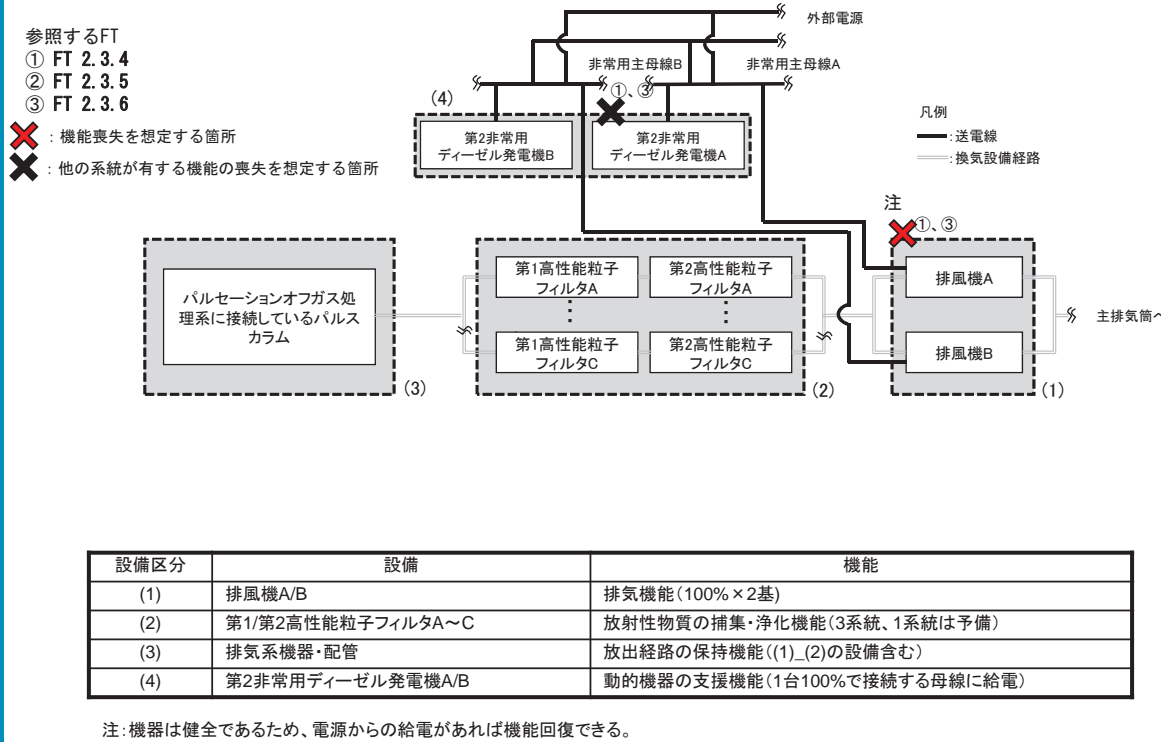 参照するFT
① FT 2.3.4
② FT 2.3.5
③ FT 2.3.6
：機能喪失を想定する箇所
：他の系統が有する機能の喪失を想定する箇所
外部電源
非常用主母線B
非常用主母線A
①、③
(4)
第2非常用
ディーゼル発電機B
第2非常用
ディーゼル発電機A
凡例
：送電線
：換気設備経路
注
①、③
パルセーションオフガス処
理系に接続しているパルス
カラム
(3)
第1高性能粒子
フィルタA
第2高性能粒子
フィルタA
第1高性能粒子
フィルタC
第2高性能粒子
フィルタC
(2)
排風機A
排風機B
(1)
主排気筒へ
設備区分 設備 機能
(1) 排風機A/B 排気機能(100%×2基)
(2) 第1/第2高性能粒子フィルタA～C 放射性物質の捕集・浄化機能(3系統、1系統は予備)
(3) 排気系機器・配管 放出経路の保持機能((1)_(2)の設備含む)
(4) 第2非常用ディーゼル発電機A/B 動的機器の支援機能(1台100%で接続する母線に給電)
注：機器は健全であるため、電源からの給電があれば機能回復できる。